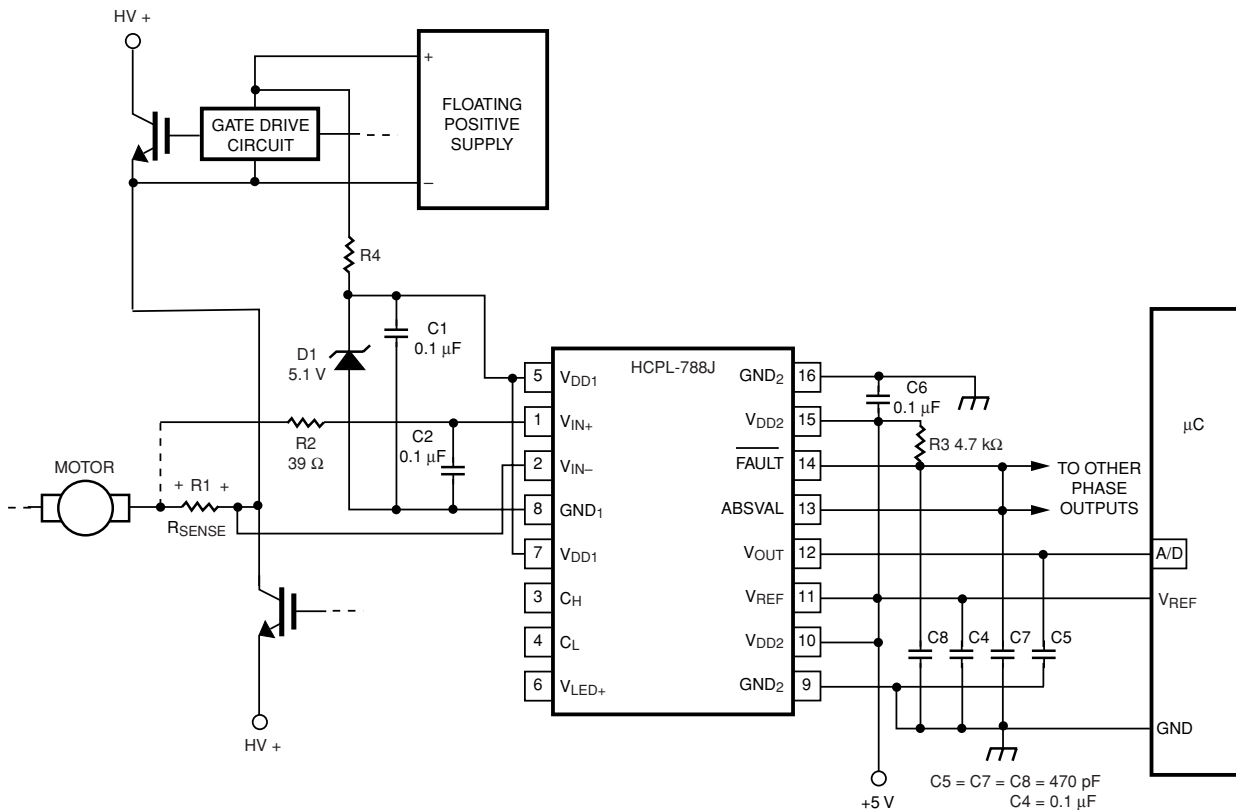 HV +
+
GATE DRIVE
CIRCUIT
FLOATING
POSITIVE
SUPPLY
–
R4
C1
0.1 µF
D1
5.1 V
R2
39 Ω
C2
0.1 µF
MOTOR
+ R1 +
RSENSE
HV +
HCPL-788J
5 VDD1
1 VIN+
2 VIN–
8 GND1
7 VDD1
3 CH
4 CL
6 VLED+
GND2 16
VDD2 15
FAULT 14
ABSVAL 13
VOUT 12
VREF 11
VDD2 10
GND2 9
C6
0.1 µF
R3 4.7 kΩ
TO OTHER
PHASE
OUTPUTS
C8
C4
C7
C5
µC
A/D
VREF
GND
+5 V
C5 = C7 = C8 = 470 pF
C4 = 0.1 µF